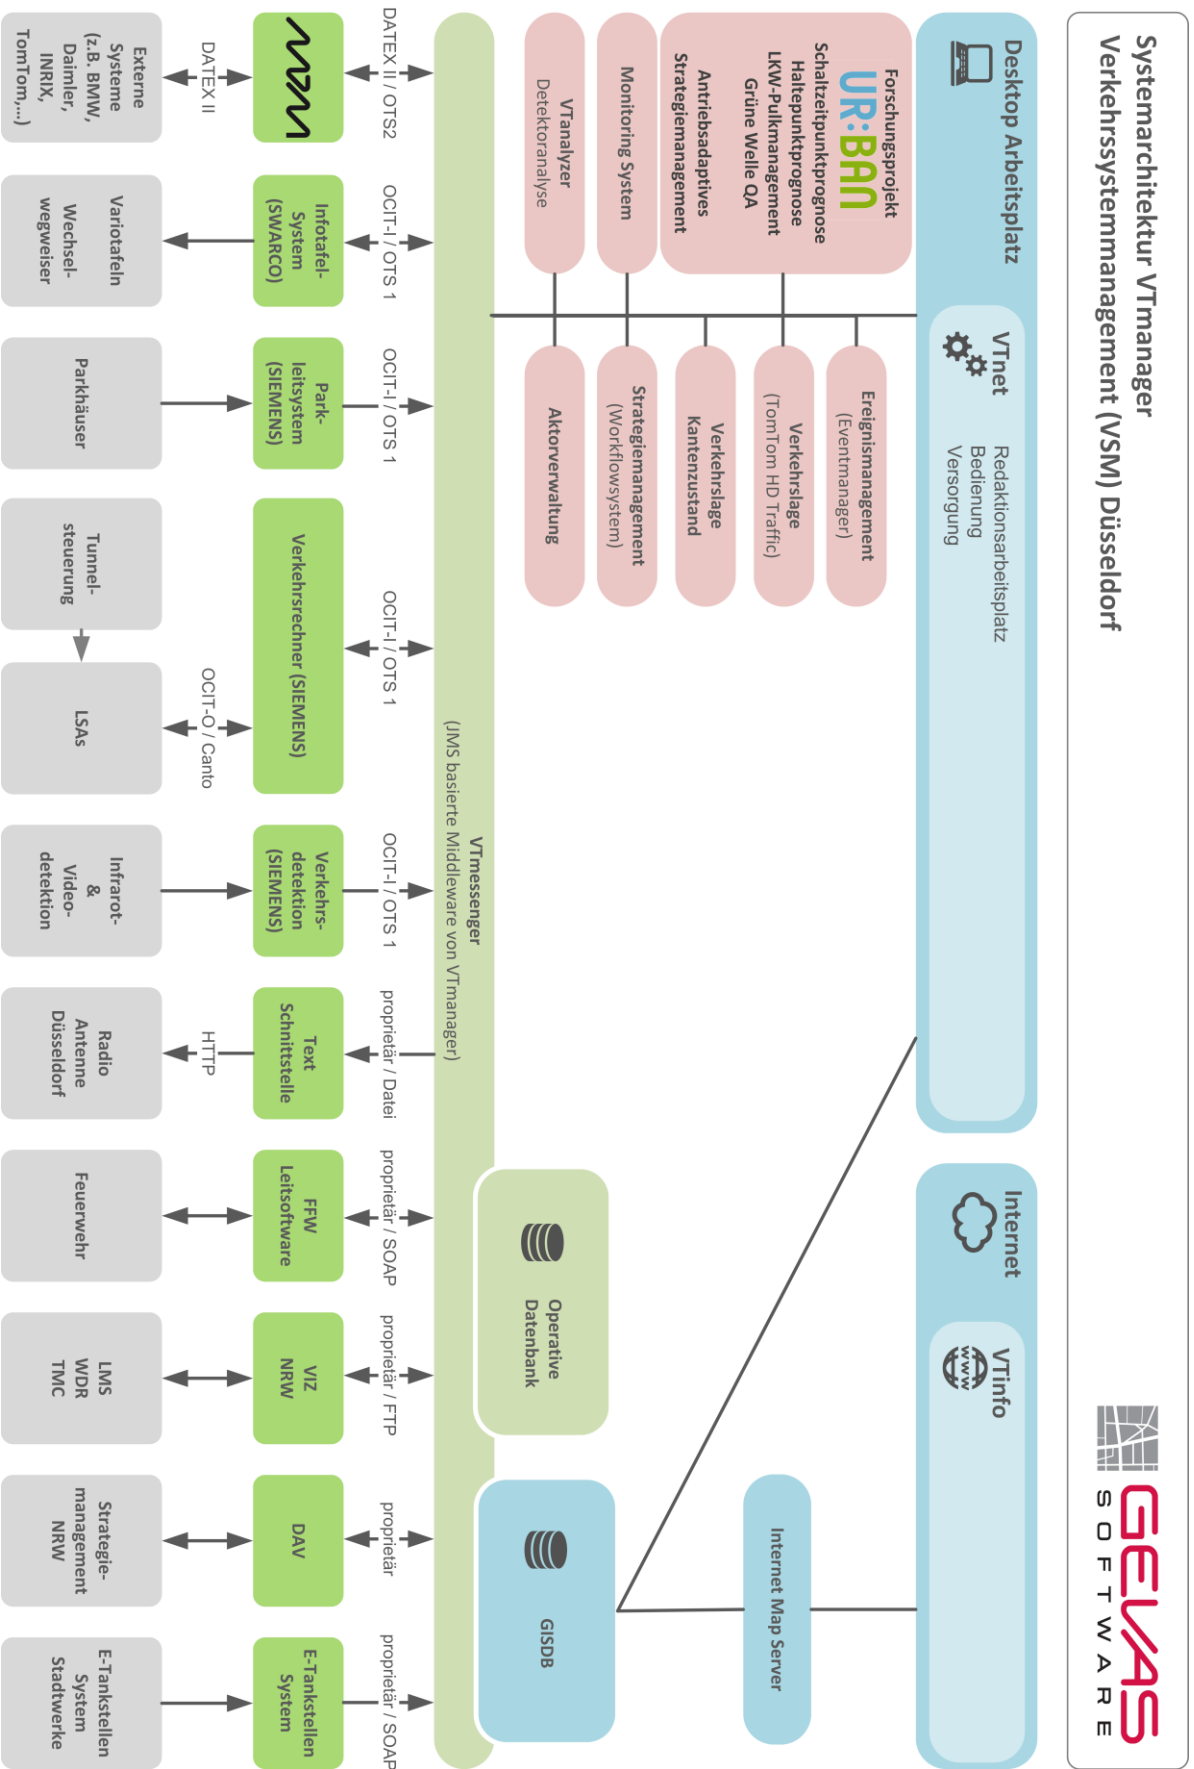 Systemarchitektur VTmanager
Verkehrssystemmanagement (VSM) Düsseldorf
GEVAS
SOFTWARE
Desktop Arbeitsplatz
VTnet
Redaktionsarbeitsplatz
Bedienung
Versorgung
Internet
VTinfo
www
Forschungsprojekt
UR:BAN
Schaltzeitpunktprognose
Haltepunktprognose
LKW-Pulkmanagement
Grüne Welle QA
Antriebsadaptives
Strategiemanagement
Monitoring System
VTanalyzer
Detektoranalyse
Ereignismanagement
(Eventmanager)
Verkehrslage
(TomTom HD Traffic)
Verkehrslage
Kantenzustand
Strategiemanagement
(Workflowsystem)
Aktorverwaltung
Internet Map Server
Operative
Datenbank
GISDB
VTmessenger
(JMS basierte Middleware von VTmanager)
DATEX II / OTS2
OCIT-I / OTS 1
OCIT-I / OTS 1
OCIT-I / OTS 1
OCIT-I / OTS 1
proprietär / Datei
proprietär / SOAP
proprietär / FTP
proprietär
proprietär / SOAP
mdm
Infotafel-
System
(SWARCO)
Park-
leitsystem
(SIEMENS)
Verkehrsrechner (SIEMENS)
Verkehrs-
detektion
(SIEMENS)
Text
Schnittstelle
FFW
Leitsoftware
VIZ
NRW
DAV
E-Tankstellen
System
DATEX II
OCIT-O / Canto
HTTP
Externe
Systeme
(z.B. BMW,
Daimler,
INRIX,
TomTom,...)
Variotafeln
Wechsel-
wegweiser
Parkhäuser
Tunnel-
steuerung
LSAs
Infrarot-
&
Video-
detektion
Radio
Antenne
Düsseldorf
Feuerwehr
LMS
WDR
TMC
Strategie-
management
NRW
E-Tankstellen
System
Stadtwerke